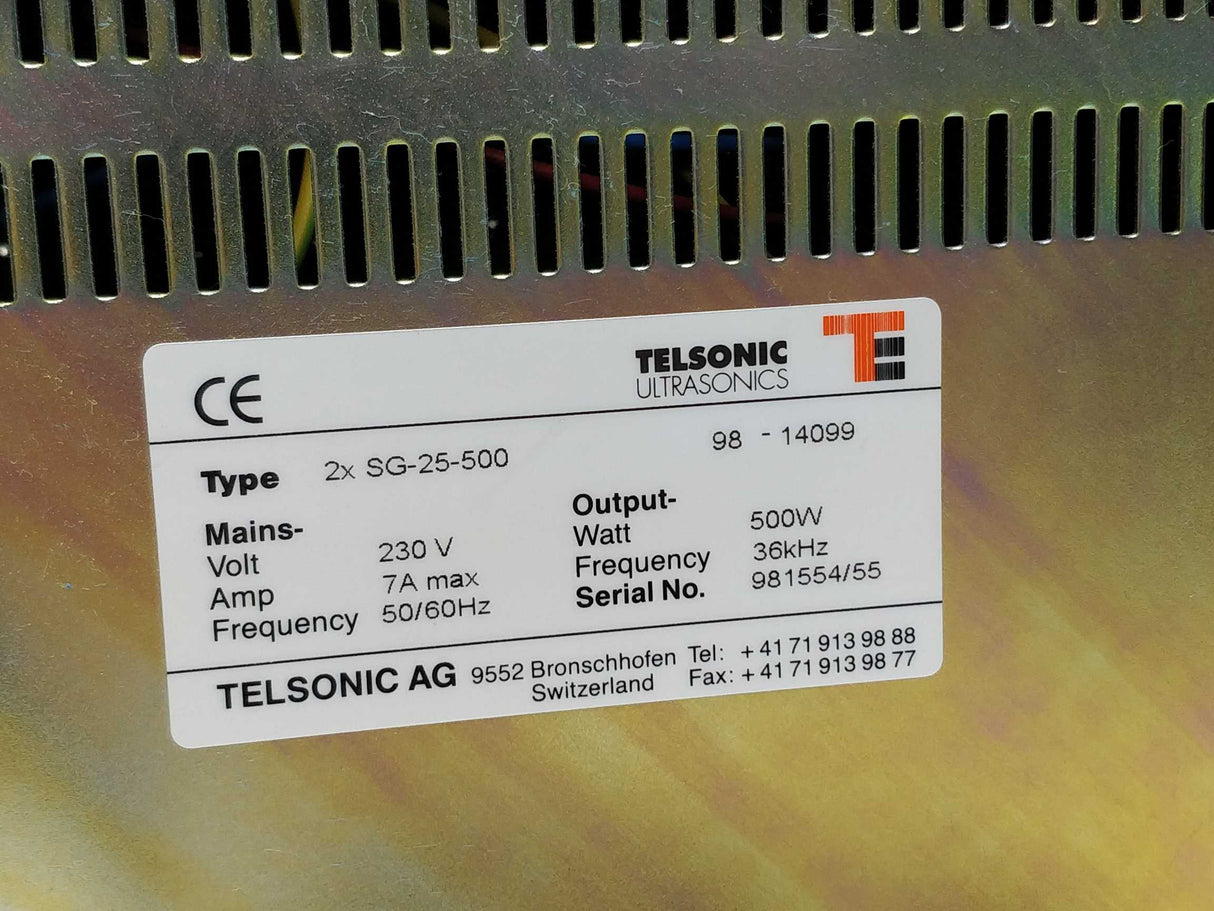 CE
TELSONIC
ULTRASONICS
TE
Type 2x SG-25-500 98 - 14099
Mains- Output-
Volt 230 V Watt 500W
Amp 7A max Frequency 36kHz
Frequency 50/60Hz Serial No. 981554/55
TELSONIC AG 9552 Bronschhofen Tel: + 41 71 913 98 88
Switzerland Fax: + 41 71 913 98 77